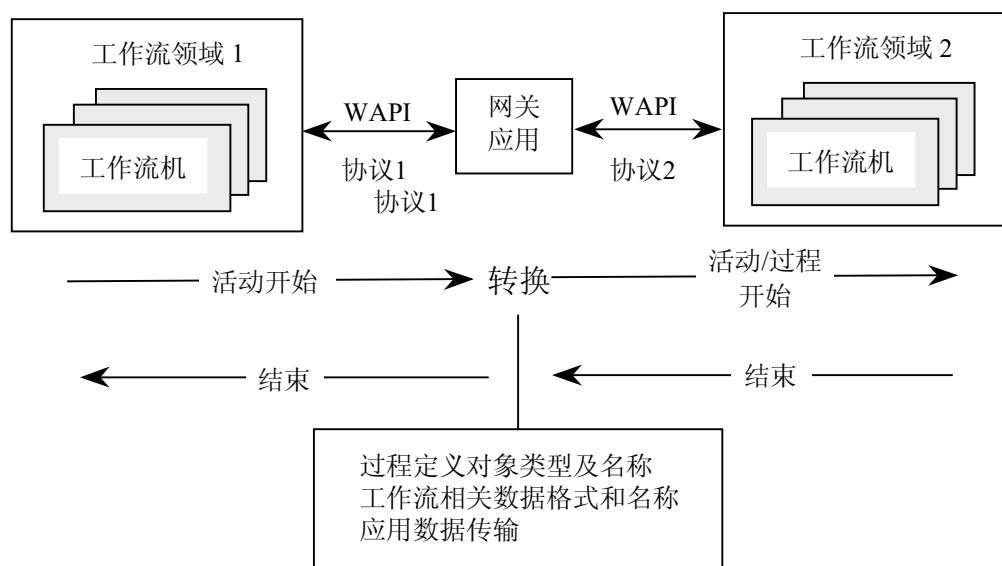 工作流领域 1
工作流机
WAPI
协议1
协议1
网关
应用
WAPI
协议2
工作流领域 2
工作流机
活动开始
转换
活动/过程
开始
结束
结束
过程定义对象类型及名称
工作流相关数据格式和名称
应用数据传输